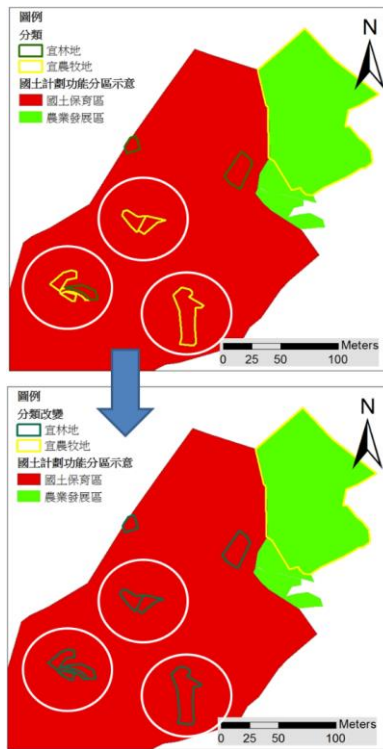 圖例
分類
宜林地
宜農牧地
國土計劃功能分區示意
國土保育區
農業發展區
N
Meters
0 25 50 100
圖例
分類改變
宜林地
宜農牧地
國土計劃功能分區示意
國土保育區
農業發展區
N
Meters
0 25 50 100